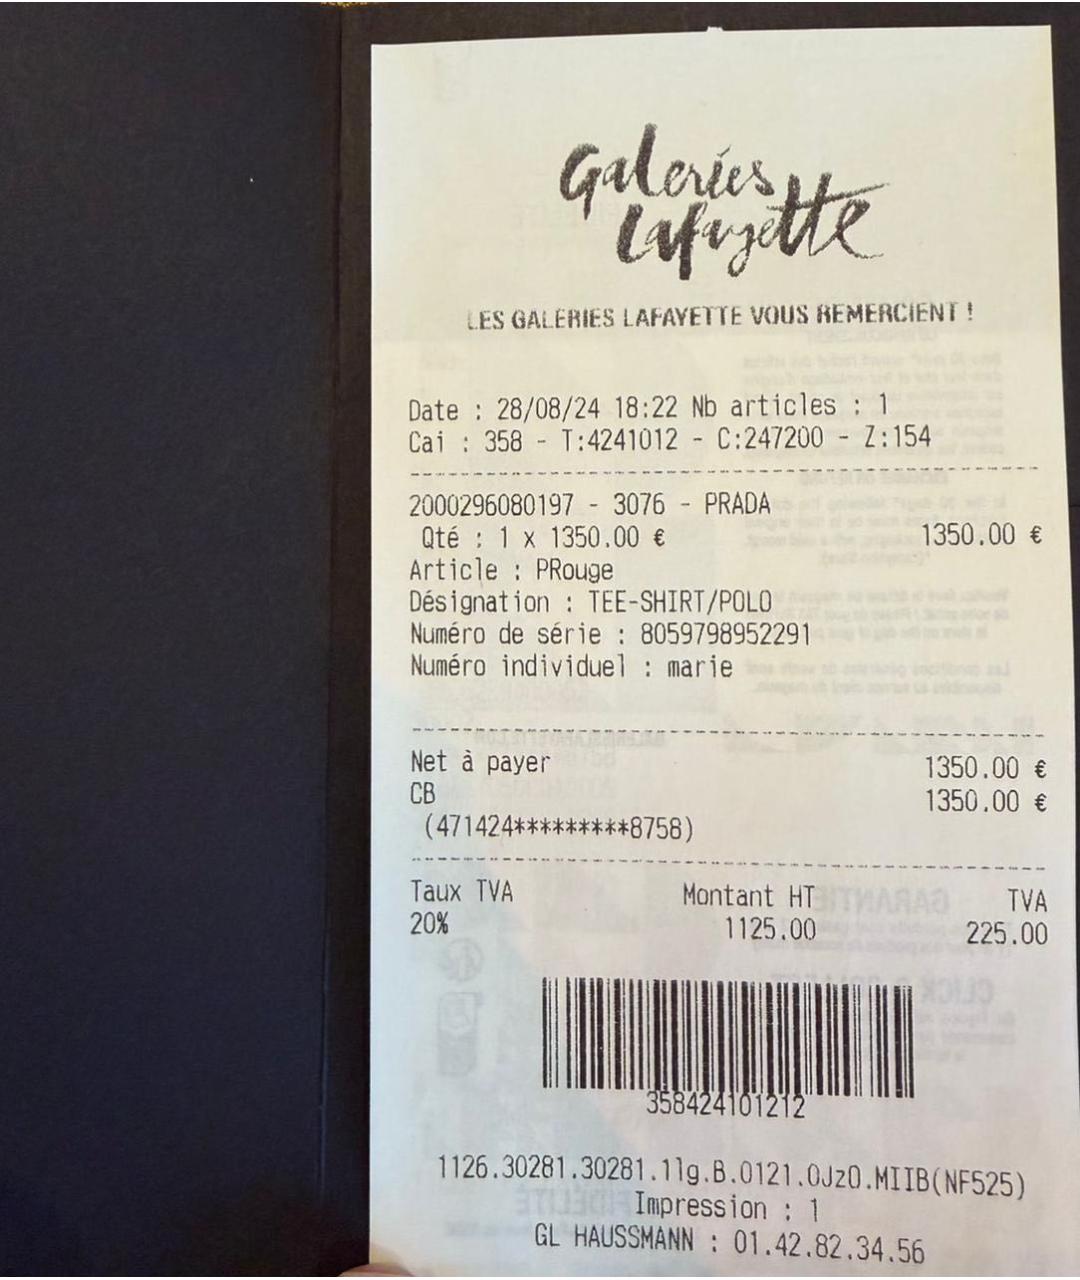 Galeries
Lafayette
LES GALERIES LAFAYETTE VOUS REMERCIENT !
Date : 28/08/24 18:22 Nb articles : 1
Cai : 358 - T:4241012 - C:247200 - Z:154
2000296080197 - 3076 - PRADA
Qté : 1 x 1350.00 € 1350.00 €
Article : PRouge
Désignation : TEE-SHIRT/POLO
Numéro de série : 8059798952291
Numéro individuel : marie
Net à payer 1350.00 €
CB 1350.00 €
(471424*********8758)
Taux TVA Montant HT TVA
20% 1125.00 225.00
358424101212
1126.30281.30281.11g.B.0121.0Jz0.MIIB(NF525)
Impression : 1
GL HAUSSMANN : 01.42.82.34.56